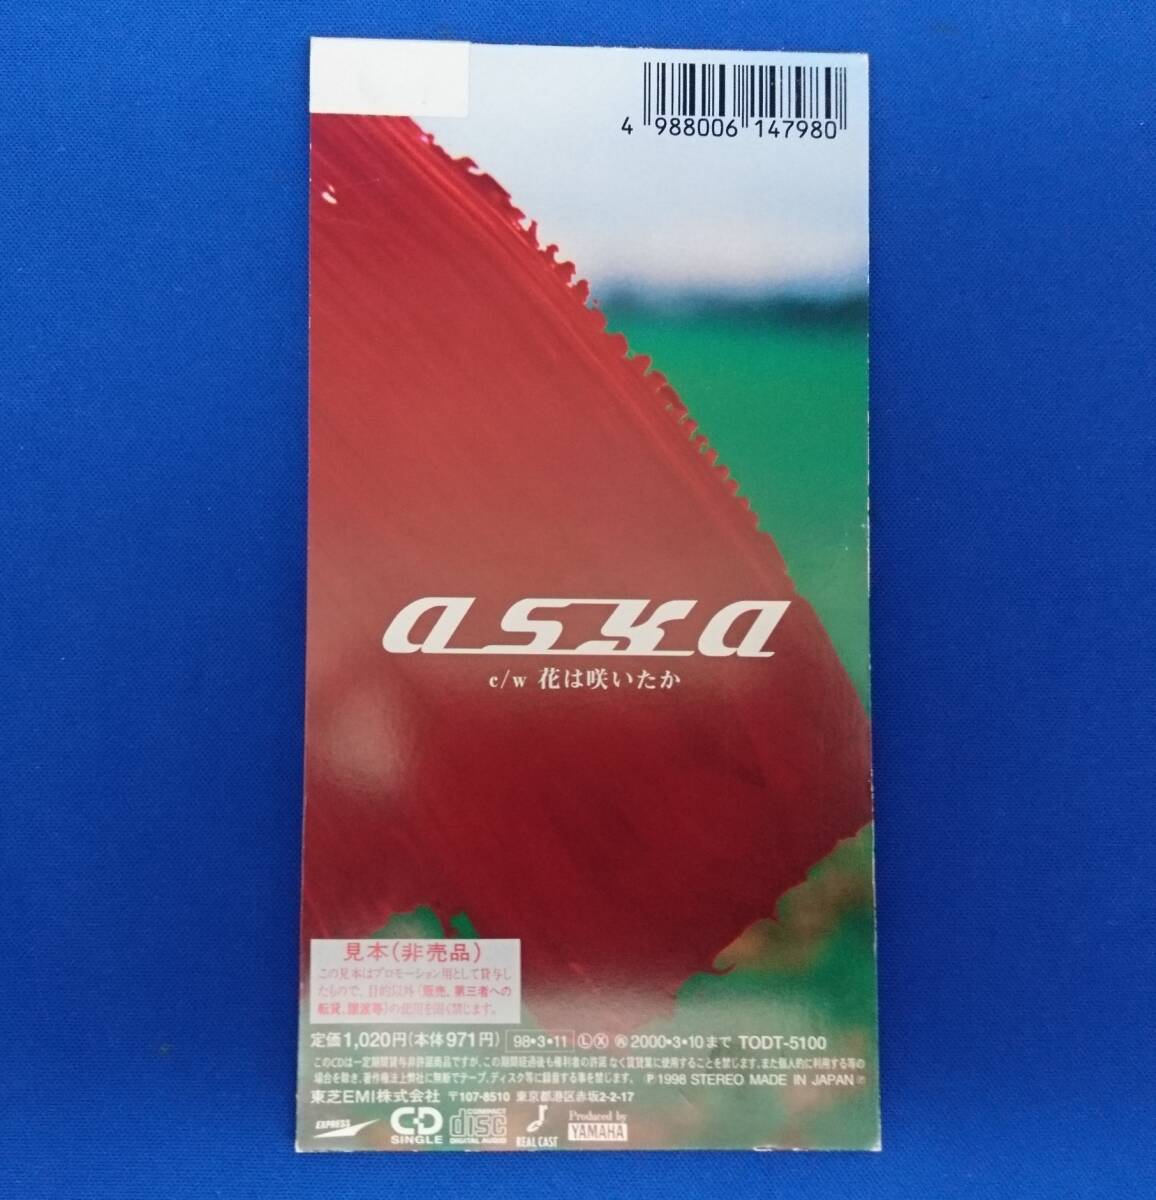 4 988006 147980
aska
c/w 花は咲いたか
見本(非売品)
この見本はプロモーション用として貸与し
たもので、目的以外(販売、第三者への
転貸、譲渡等)の使用を固く禁じます。
定価1,020円(本体971円) 98・3・11 Ⓛ Ⓧ 2000・3・10まで TODT-5100
このCDは一定期間貸与非許諾商品ですが、この期間経過後も権利者の許諾なく賃貸業に使用することを禁じます。また個人的に利用する等の
場合を除き、著作権法上弊社に無断でテープ、ディスク等に録音する事を禁じます。 Ⓟ1998 STEREO MADE IN JAPAN
東芝EMI株式会社 〒107-8510 東京都港区赤坂2-2-17
EXPRESS CD SINGLE COMPACT disc DIGITAL AUDIO REAL CAST Produced by YAMAHA